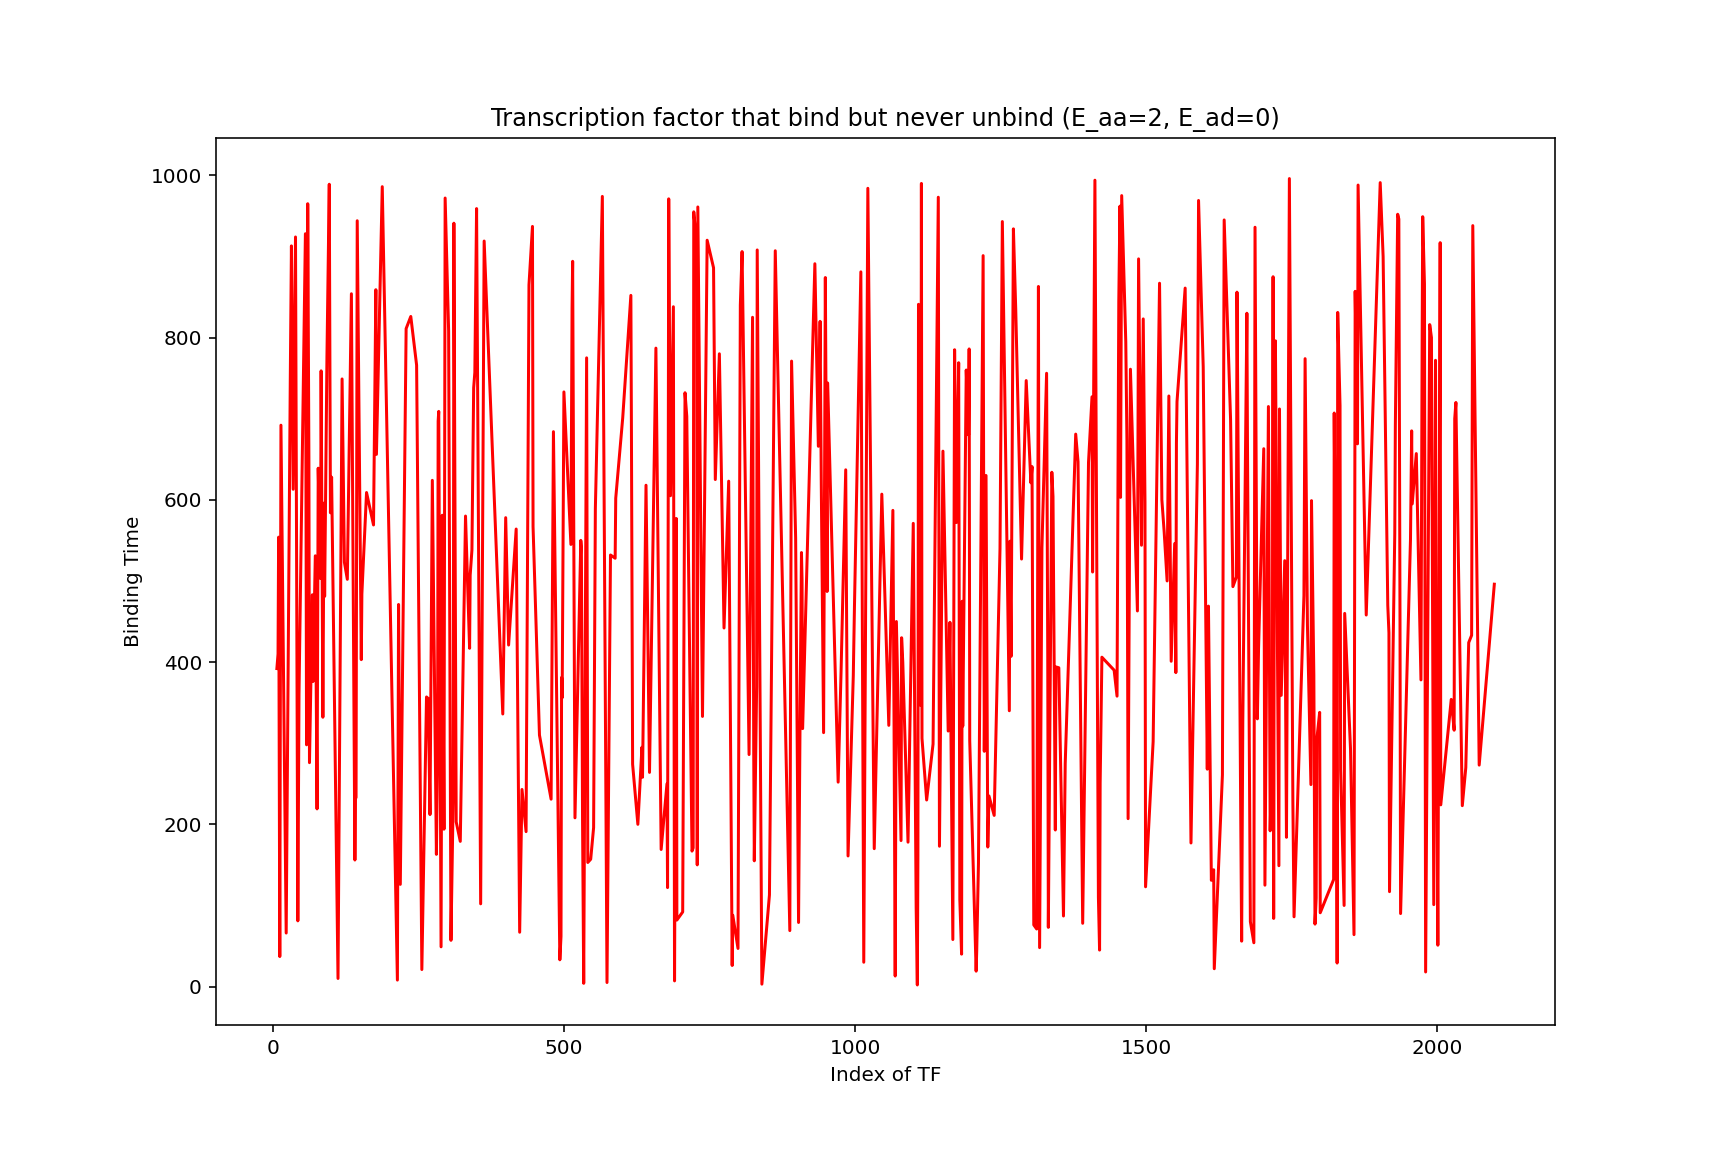 Transcription factor that bind but never unbind (E_aa=2, E_ad=0)
1000
800
600
400
200
0
Binding Time
0 500 1000 1500 2000
Index of TF